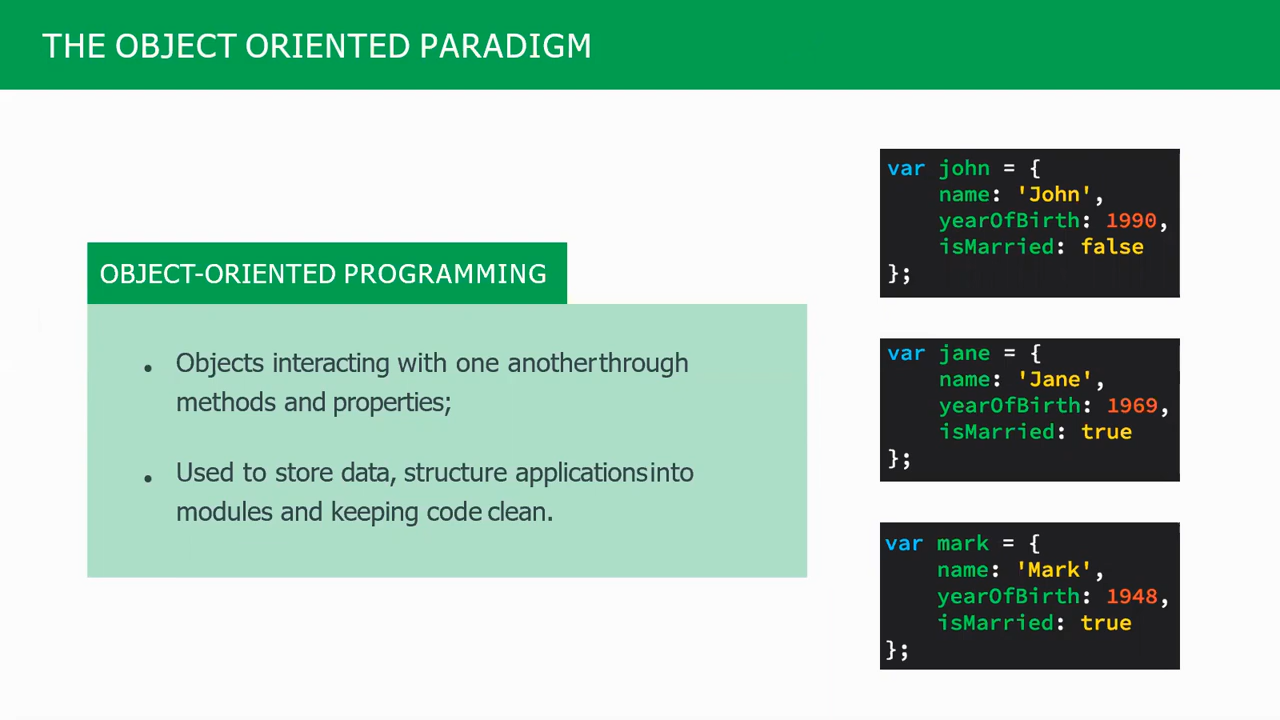 THE OBJECT ORIENTED PARADIGM
OBJECT-ORIENTED PROGRAMMING
• Objects interacting with one anotherthrough
methods and properties;
• Used to store data, structure applicationsinto
modules and keeping code clean.
var john = {
    name: 'John',
    yearOfBirth: 1990,
    isMarried: false
};
var jane = {
    name: 'Jane',
    yearOfBirth: 1969,
    isMarried: true
};
var mark = {
    name: 'Mark',
    yearOfBirth: 1948,
    isMarried: true
};